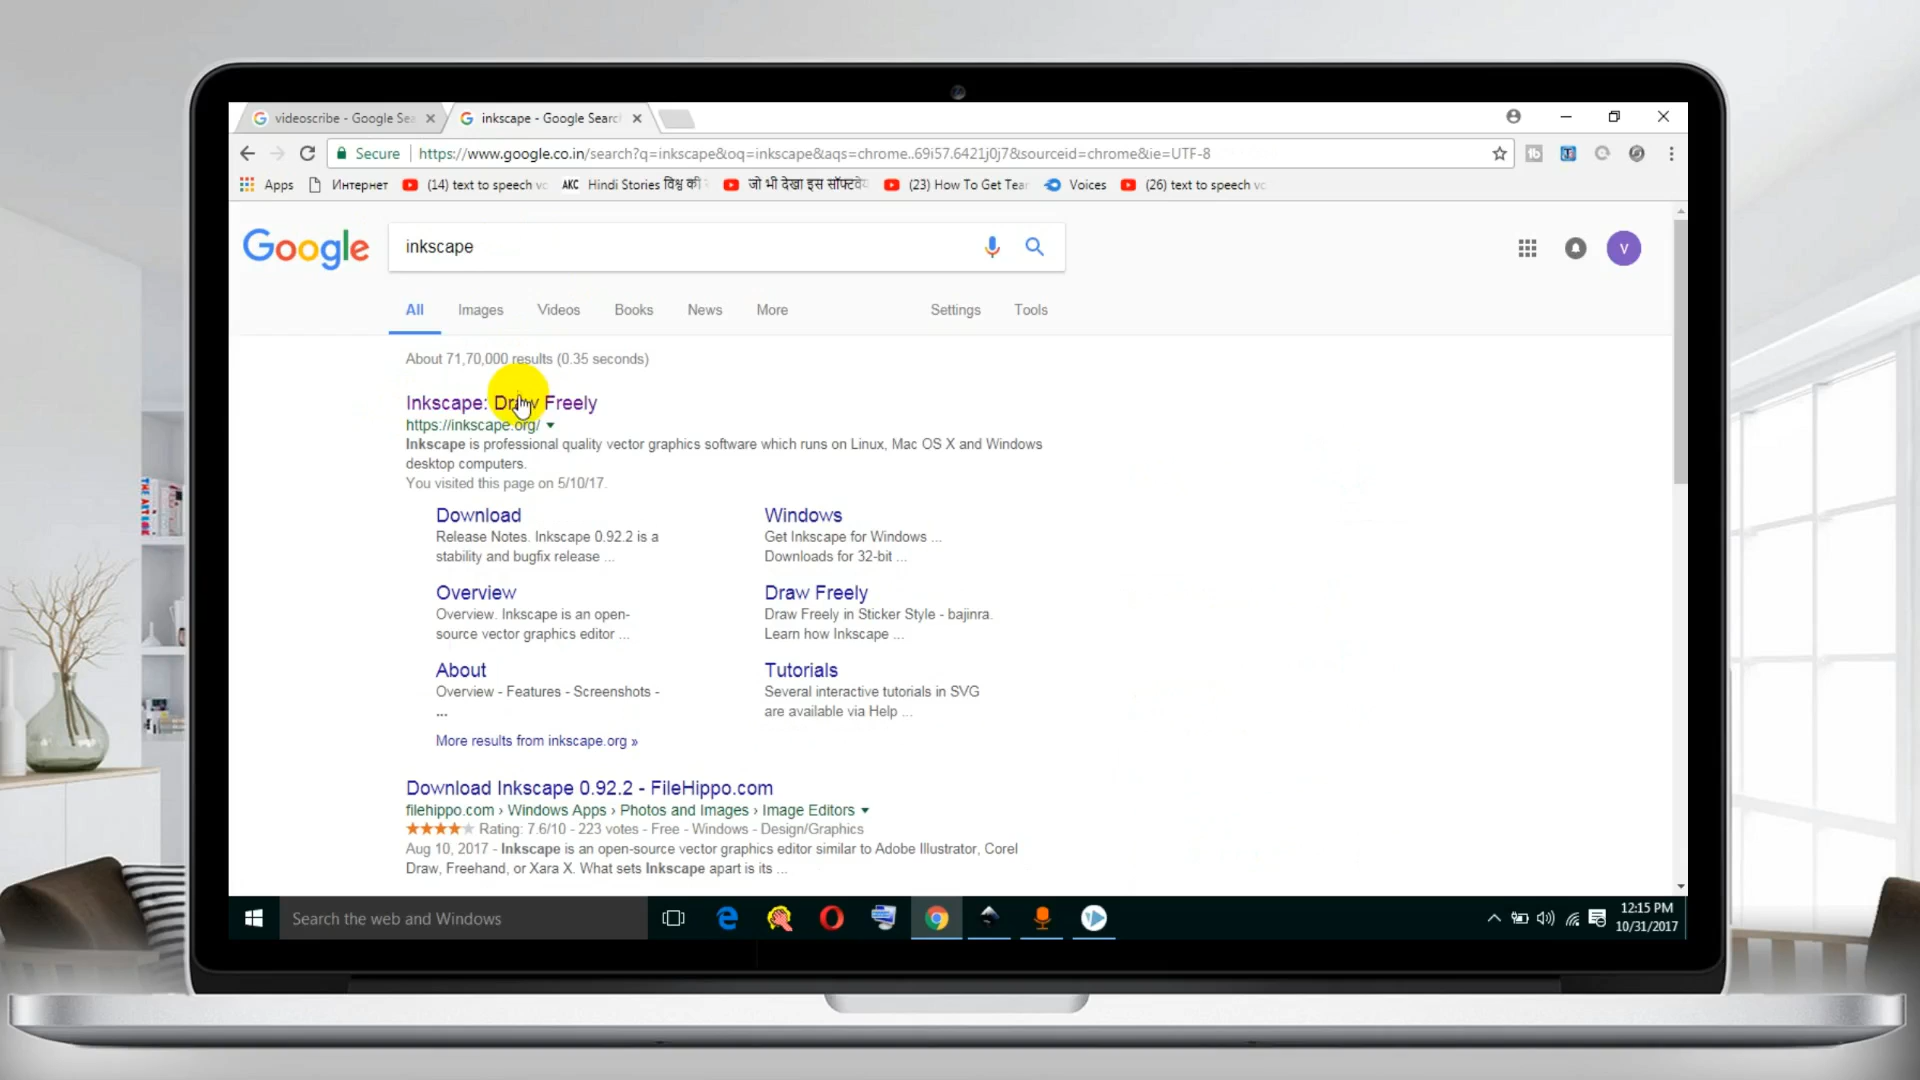 videoscribe - Google Sea
inkscape - Google Search
Secure https://www.google.co.in/search?q=inkscape&oq=inkscape&aqs=chrome..69i57.6421j0j7&sourceid=chrome&ie=UTF-8
Apps Интернет (14) text to speech vc AKC Hindi Stories विश्व की जो भी देखा इस सॉफ्टवे (23) How To Get Tear Voices (26) text to speech vc
Google inkscape V
All Images Videos Books News More Settings Tools
About 71,70,000 results (0.35 seconds)
Inkscape: Draw Freely
https://inkscape.org/
Inkscape is professional quality vector graphics software which runs on Linux, Mac OS X and Windows
desktop computers.
You visited this page on 5/10/17.
Download
Release Notes. Inkscape 0.92.2 is a
stability and bugfix release ...
Windows
Get Inkscape for Windows ...
Downloads for 32-bit ...
Overview
Overview. Inkscape is an open-
source vector graphics editor ...
Draw Freely
Draw Freely in Sticker Style - bajinra.
Learn how Inkscape ...
About
Overview - Features - Screenshots -
...
Tutorials
Several interactive tutorials in SVG
are available via Help ...
More results from inkscape.org »
Download Inkscape 0.92.2 - FileHippo.com
filehippo.com › Windows Apps › Photos and Images › Image Editors
Rating: 7.6/10 - 223 votes - Free - Windows - Design/Graphics
Aug 10, 2017 - Inkscape is an open-source vector graphics editor similar to Adobe Illustrator, Corel
Draw, Freehand, or Xara X. What sets Inkscape apart is its ...
Search the web and Windows
12:15 PM
10/31/2017
THE ART